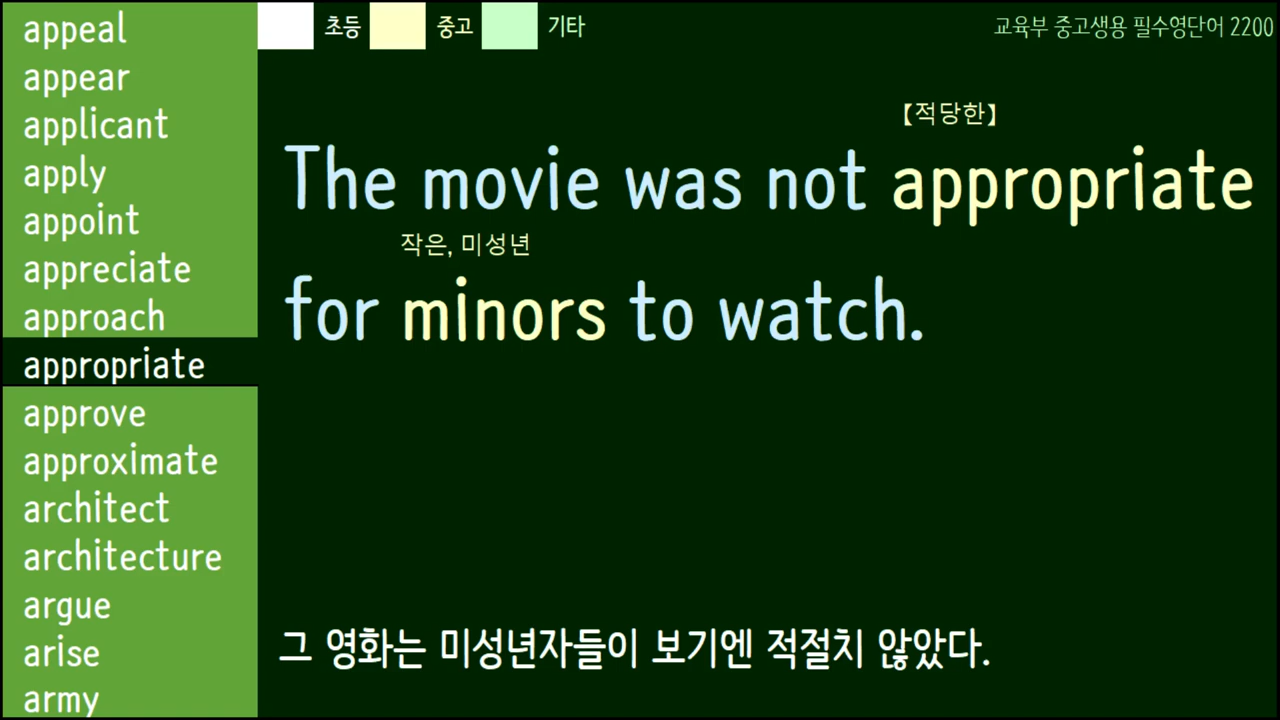 appeal
appear
applicant
apply
appoint
appreciate
approach
appropriate
approve
approximate
architect
architecture
argue
arise
army
초등 중고 기타
교육부 중고생용 필수영단어 2200
【적당한】
The movie was not appropriate
작은, 미성년
for minors to watch.
그 영화는 미성년자들이 보기엔 적절치 않았다.